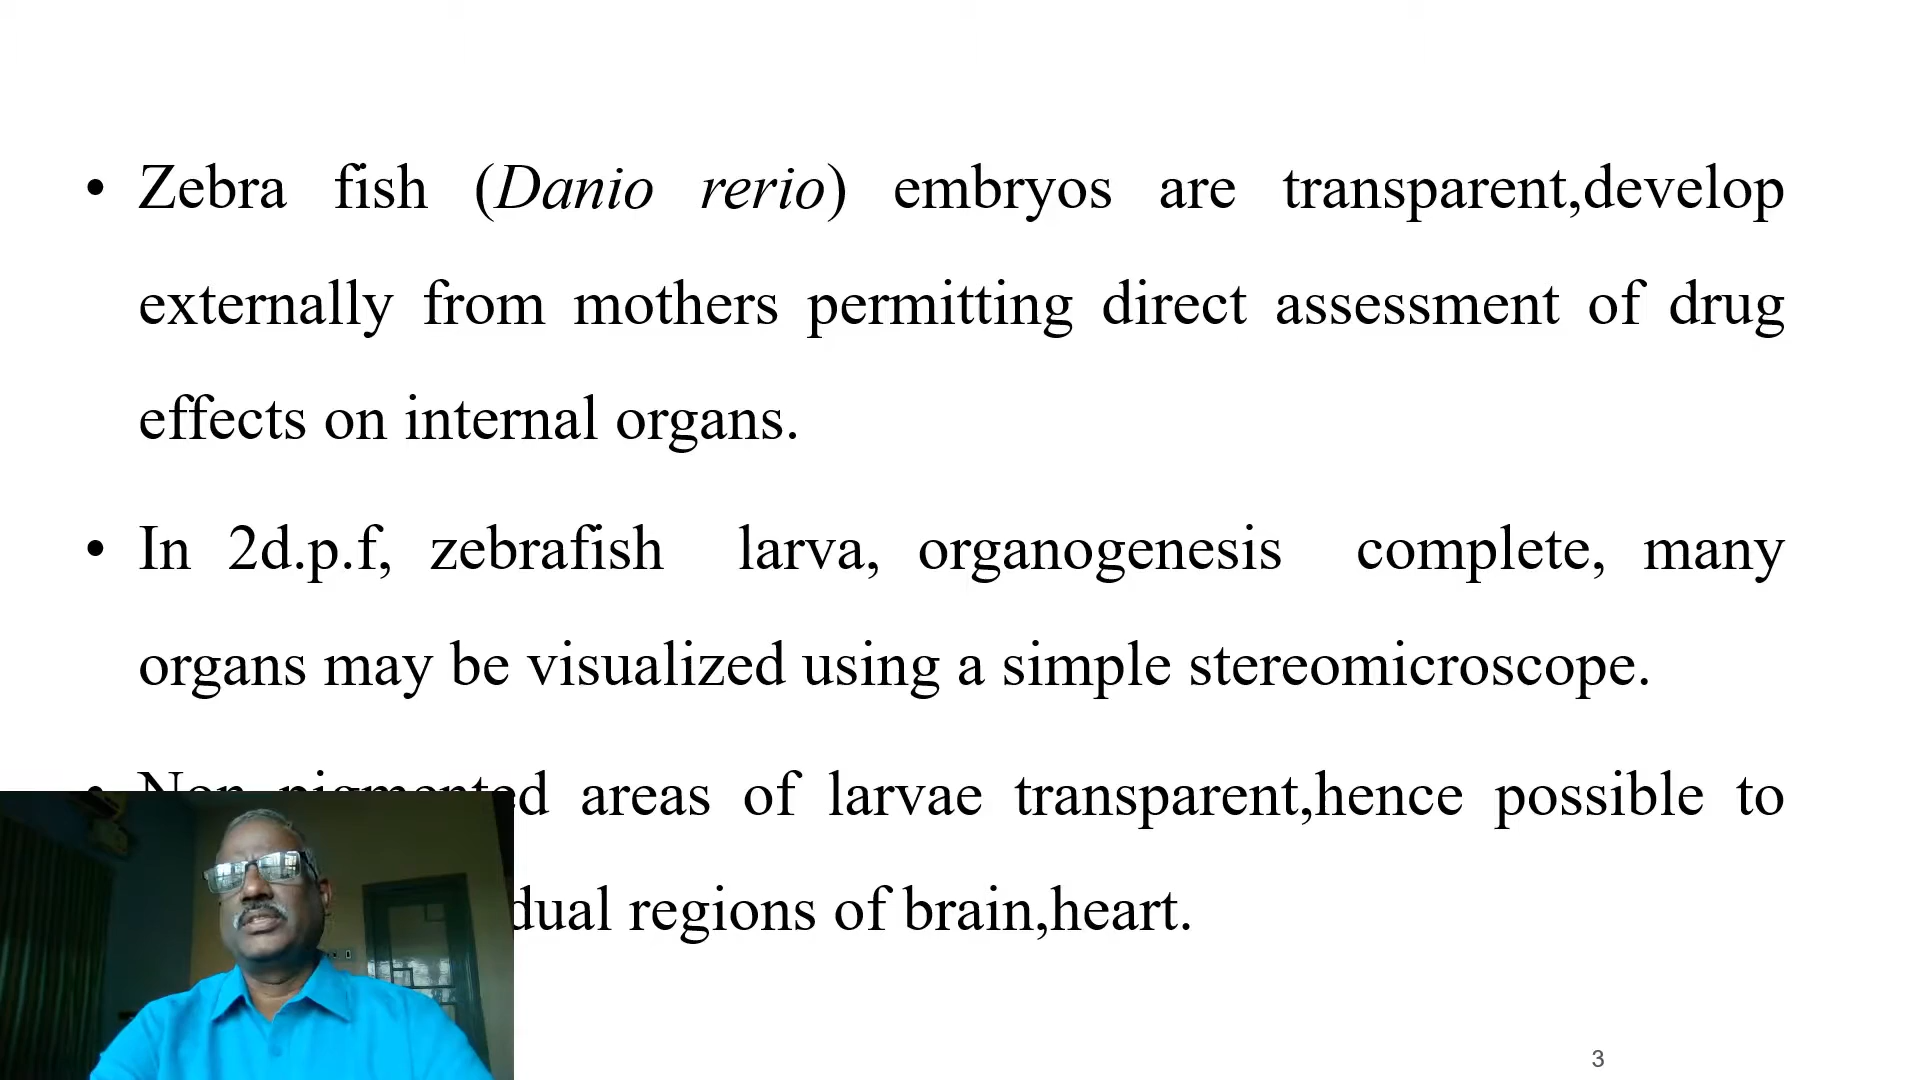 • Zebra fish (Danio rerio) embryos are transparent,develop
externally from mothers permitting direct assessment of drug
effects on internal organs.
• In 2d.p.f, zebrafish larva, organogenesis complete, many
organs may be visualized using a simple stereomicroscope.
• Non pigmented areas of larvae transparent,hence possible to
regions of brain,heart.
3